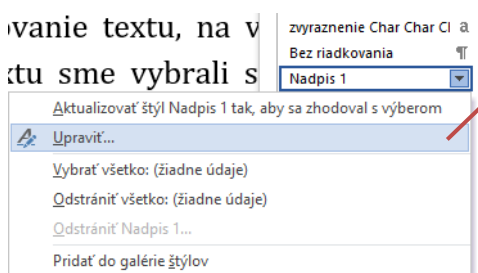 ovanie textu, na v
xtu sme vybrali s
zvyraznenie Char Char Cl a
Bez riadkovania ¶
Nadpis 1
Aktualizovať štýl Nadpis 1 tak, aby sa zhodoval s výberom
Upraviť...
Vybrať všetko: (žiadne údaje)
Odstrániť všetko: (žiadne údaje)
Odstrániť Nadpis 1...
Pridať do galérie štýlov